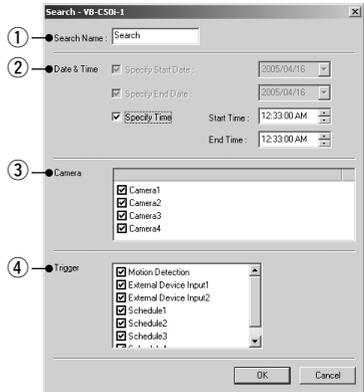 Search - VB-C50i-1
① Search Name : Search
② Date & Time Specify Start Date : 2005/04/16
Specify End Date : 2005/04/16
Specify Time Start Time : 12:33:00 AM
End Time : 12:33:00 AM
③ Camera
Camera1
Camera2
Camera3
Camera4
④ Trigger
Motion Detection
External Device Input1
External Device Input2
Schedule1
Schedule2
Schedule3
OK Cancel